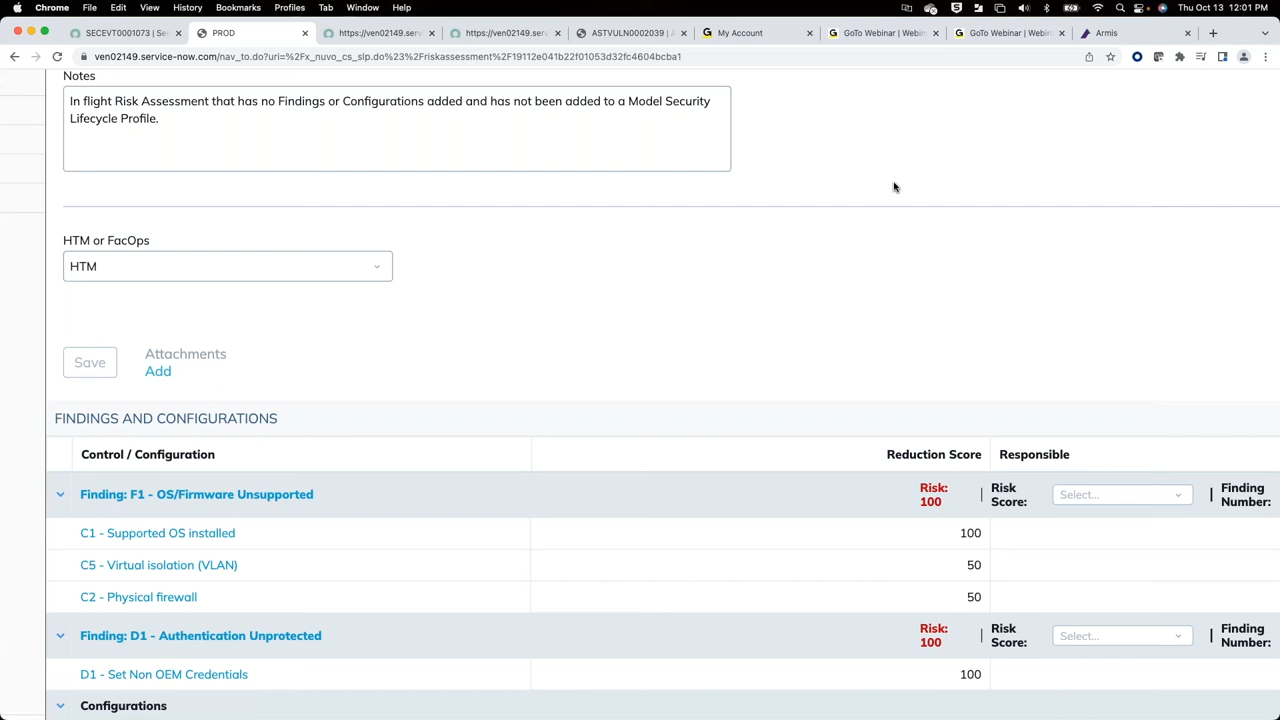 Chrome File Edit View History Bookmarks Profiles Tab Window Help Thu Oct 13 12:01 PM
SECEVT0001073 | Se PROD https://ven02149.serv https://ven02149.serv ASTVULN0002039 | A My Account GoTo Webinar | Webin GoTo Webinar | Webin Armis
ven02149.service-now.com/nav_to.do?uri=%2Fx_nuvo_cs_slp.do%23%2Friskassessment%2F19112e041b22f01053d32fc4604bcba1
Notes
In flight Risk Assessment that has no Findings or Configurations added and has not been added to a Model Security
Lifecycle Profile.
HTM or FacOps
HTM
Save
Attachments
Add
FINDINGS AND CONFIGURATIONS
Control / Configuration Reduction Score Responsible
Finding: F1 - OS/Firmware Unsupported Risk: 100 | Risk Score: Select... | Finding Number:
C1 - Supported OS installed 100
C5 - Virtual isolation (VLAN) 50
C2 - Physical firewall 50
Finding: D1 - Authentication Unprotected Risk: 100 | Risk Score: Select... | Finding Number:
D1 - Set Non OEM Credentials 100
Configurations